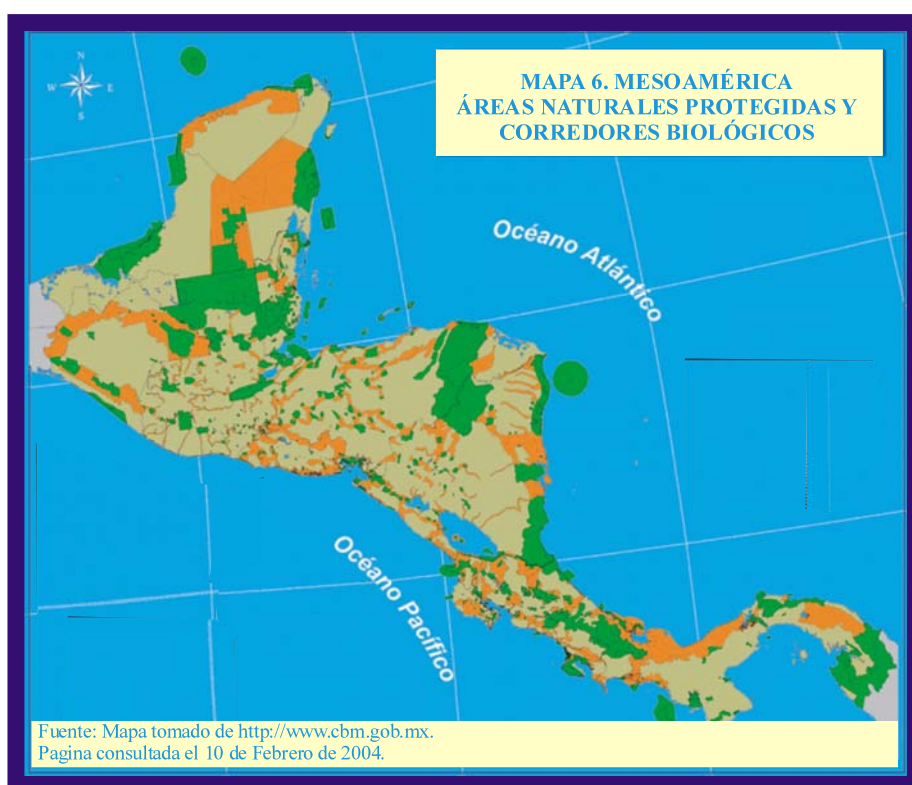 N
W E
S
MAPA 6. MESOAMÉRICA
ÁREAS NATURALES PROTEGIDAS Y
CORREDORES BIOLÓGICOS
Océano Atlántico
Océano Pacífico
Fuente: Mapa tomado de http://www.cbm.gob.mx.
Pagina consultada el 10 de Febrero de 2004.